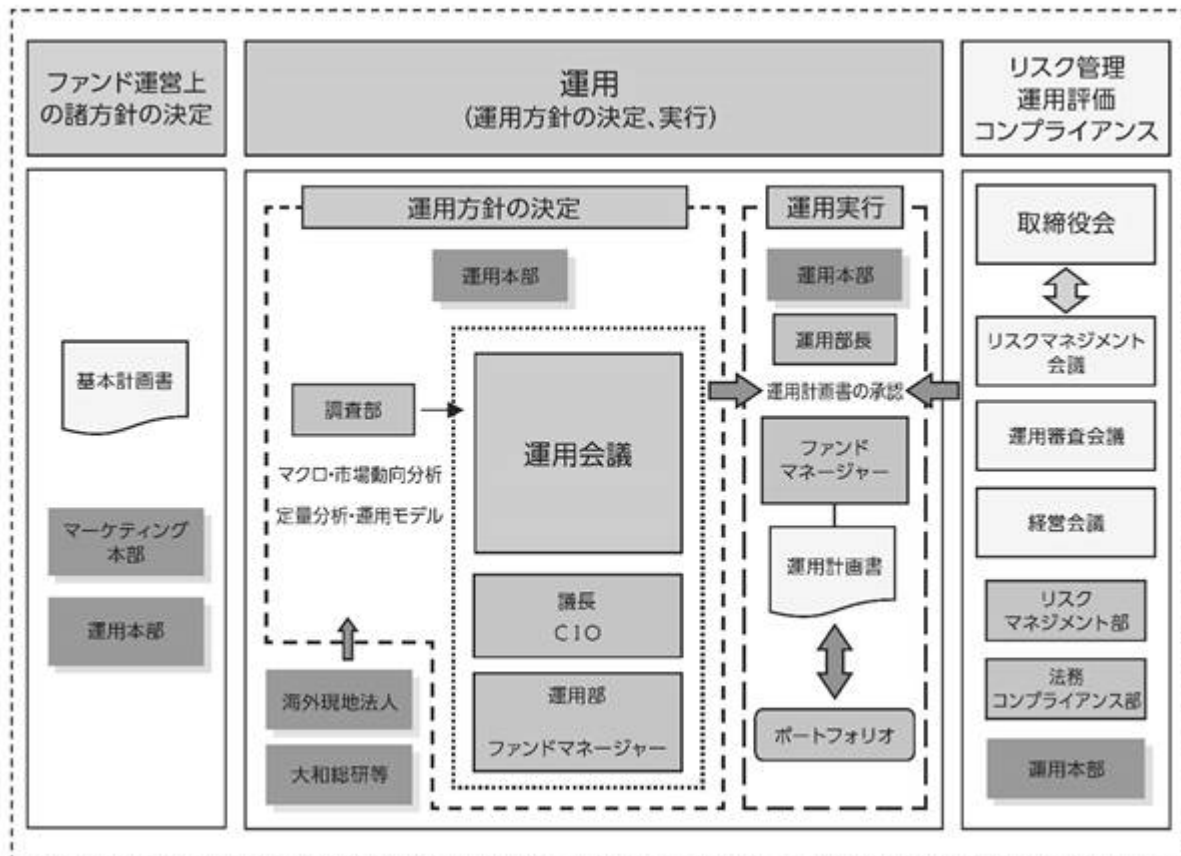 ファンド運営上
の諸方針の決定
運用
(運用方針の決定、実行)
リスク管理
運用評価
コンプライアンス
基本計画書
マーケティング
本部
運用本部
運用方針の決定
運用本部
調査部
マクロ・市場動向分析
定量分析・運用モデル
運用会議
議長
CIO
運用部
ファンドマネージャー
海外現地法人
大和総研等
運用実行
運用本部
運用部長
運用計画書の承認
ファンド
マネージャー
運用計画書
ポートフォリオ
取締役会
リスクマネジメント
会議
運用審査会議
経営会議
リスク
マネジメント部
法務
コンプライアンス部
運用本部